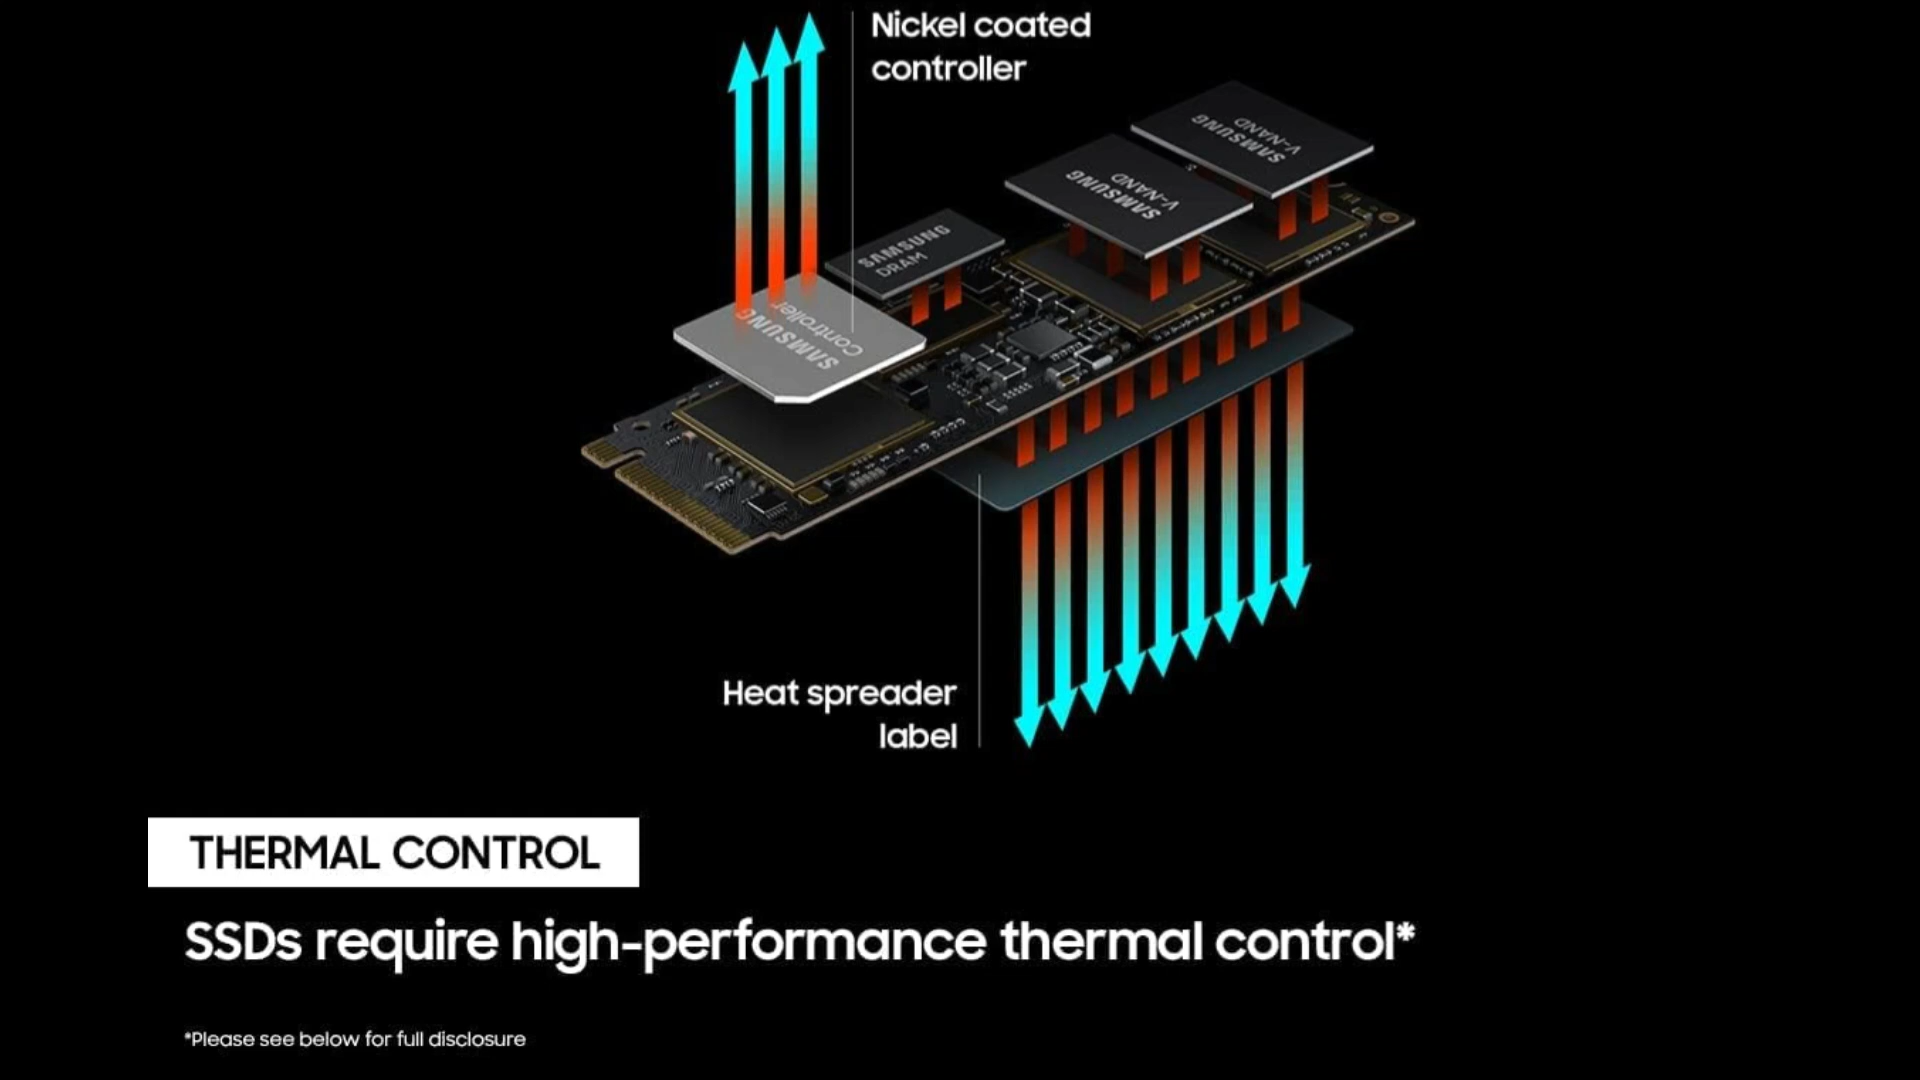 Nickel coated
controller
SAMSUNG
V-NAND
SAMSUNG
V-NAND
SAMSUNG
DRAM
SAMSUNG
Controller
Heat spreader
label
THERMAL CONTROL
SSDs require high-performance thermal control*
*Please see below for full disclosure